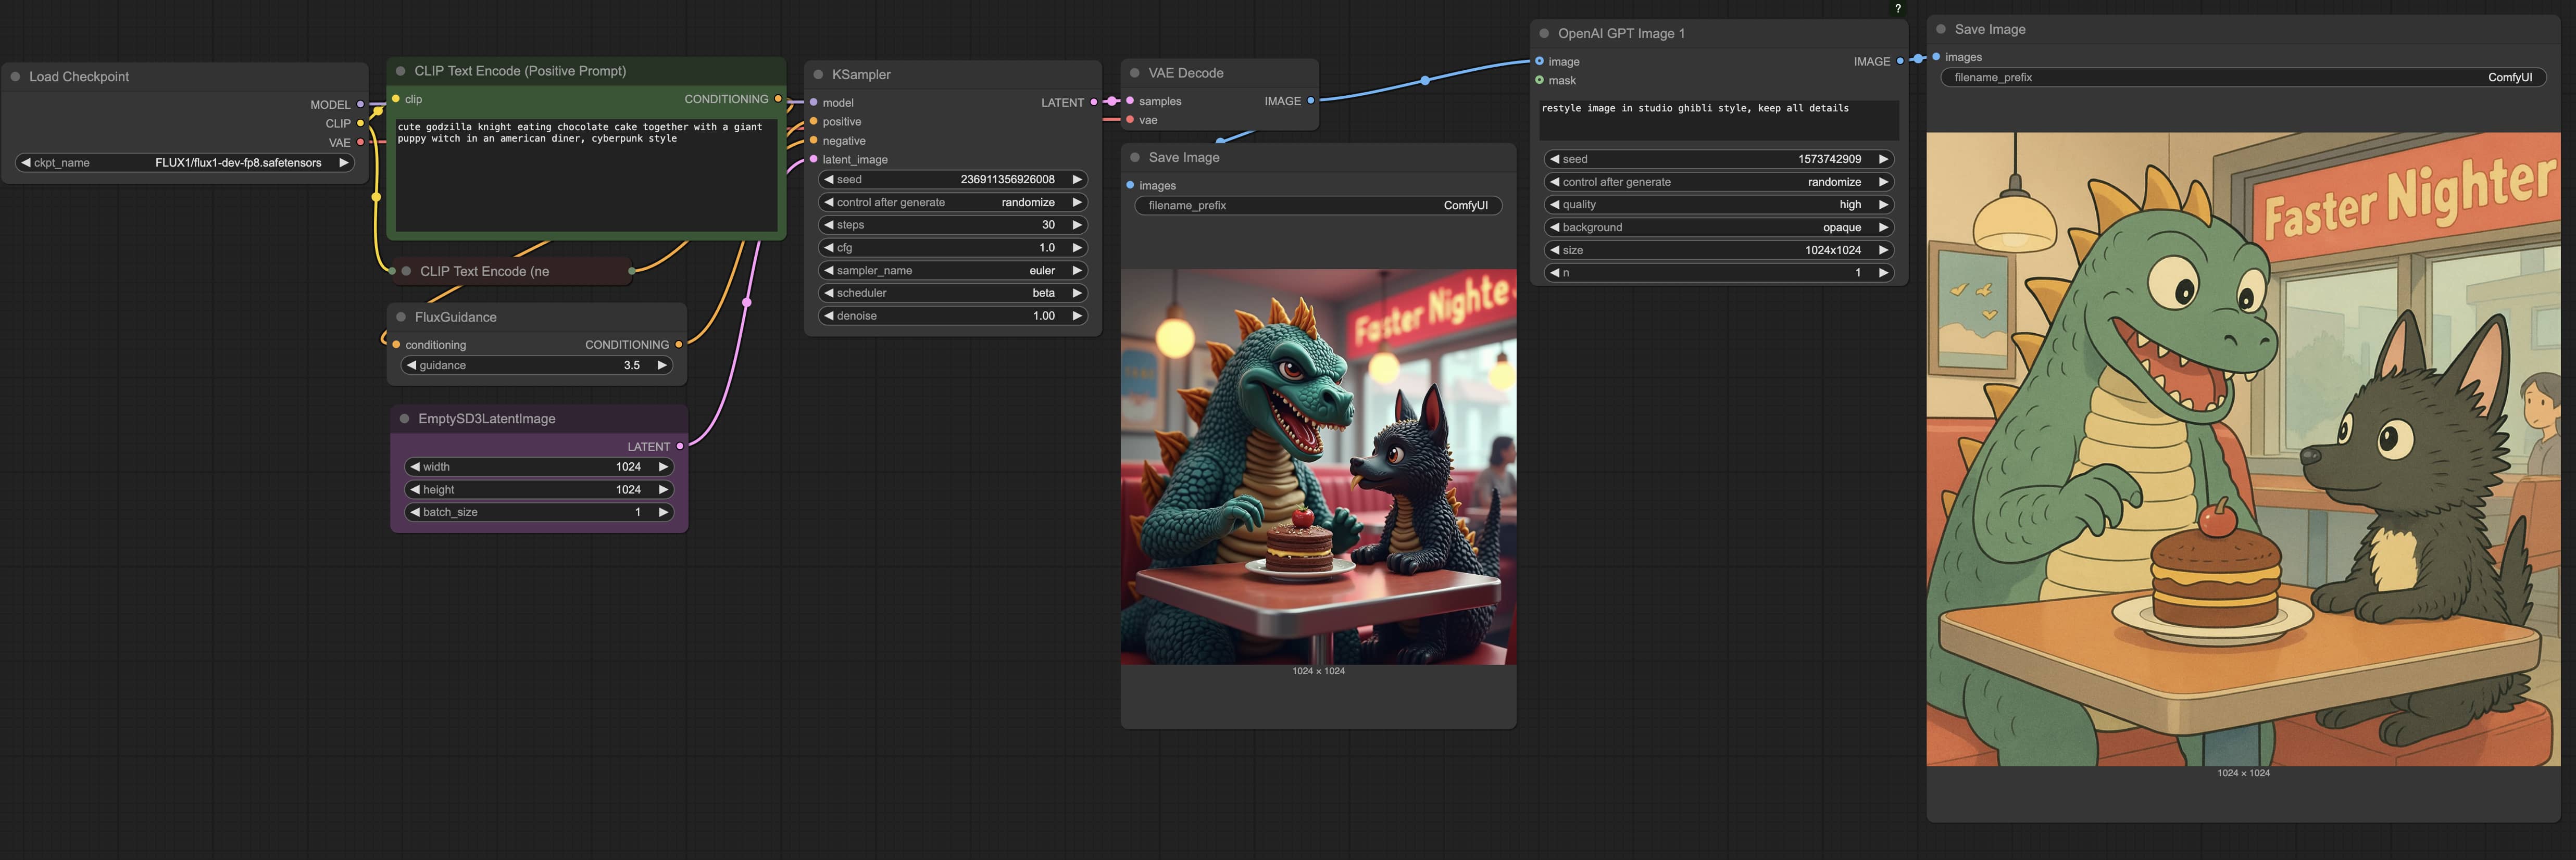 Load Checkpoint
MODEL
CLIP
VAE
ckpt_name FLUX1/flux1-dev-fp8.safetensors
CLIP Text Encode (Positive Prompt)
clip CONDITIONING
cute godzilla knight eating chocolate cake together with a giant
puppy witch in an american diner, cyberpunk style
CLIP Text Encode (ne
FluxGuidance
conditioning CONDITIONING
guidance 3.5
EmptySD3LatentImage
LATENT
width 1024
height 1024
batch_size 1
KSampler
model LATENT
positive
negative
latent_image
seed 236911356926008
control after generate randomize
steps 30
cfg 1.0
sampler_name euler
scheduler beta
denoise 1.00
VAE Decode
samples IMAGE
vae
Save Image
images
filename_prefix ComfyUI
Faster Nighte
1024 × 1024
?
OpenAI GPT Image 1
image IMAGE
mask
restyle image in studio ghibli style, keep all details
seed 1573742909
control after generate randomize
quality high
background opaque
size 1024x1024
n 1
Save Image
images
filename_prefix ComfyUI
Faster Nighter
1024 × 1024